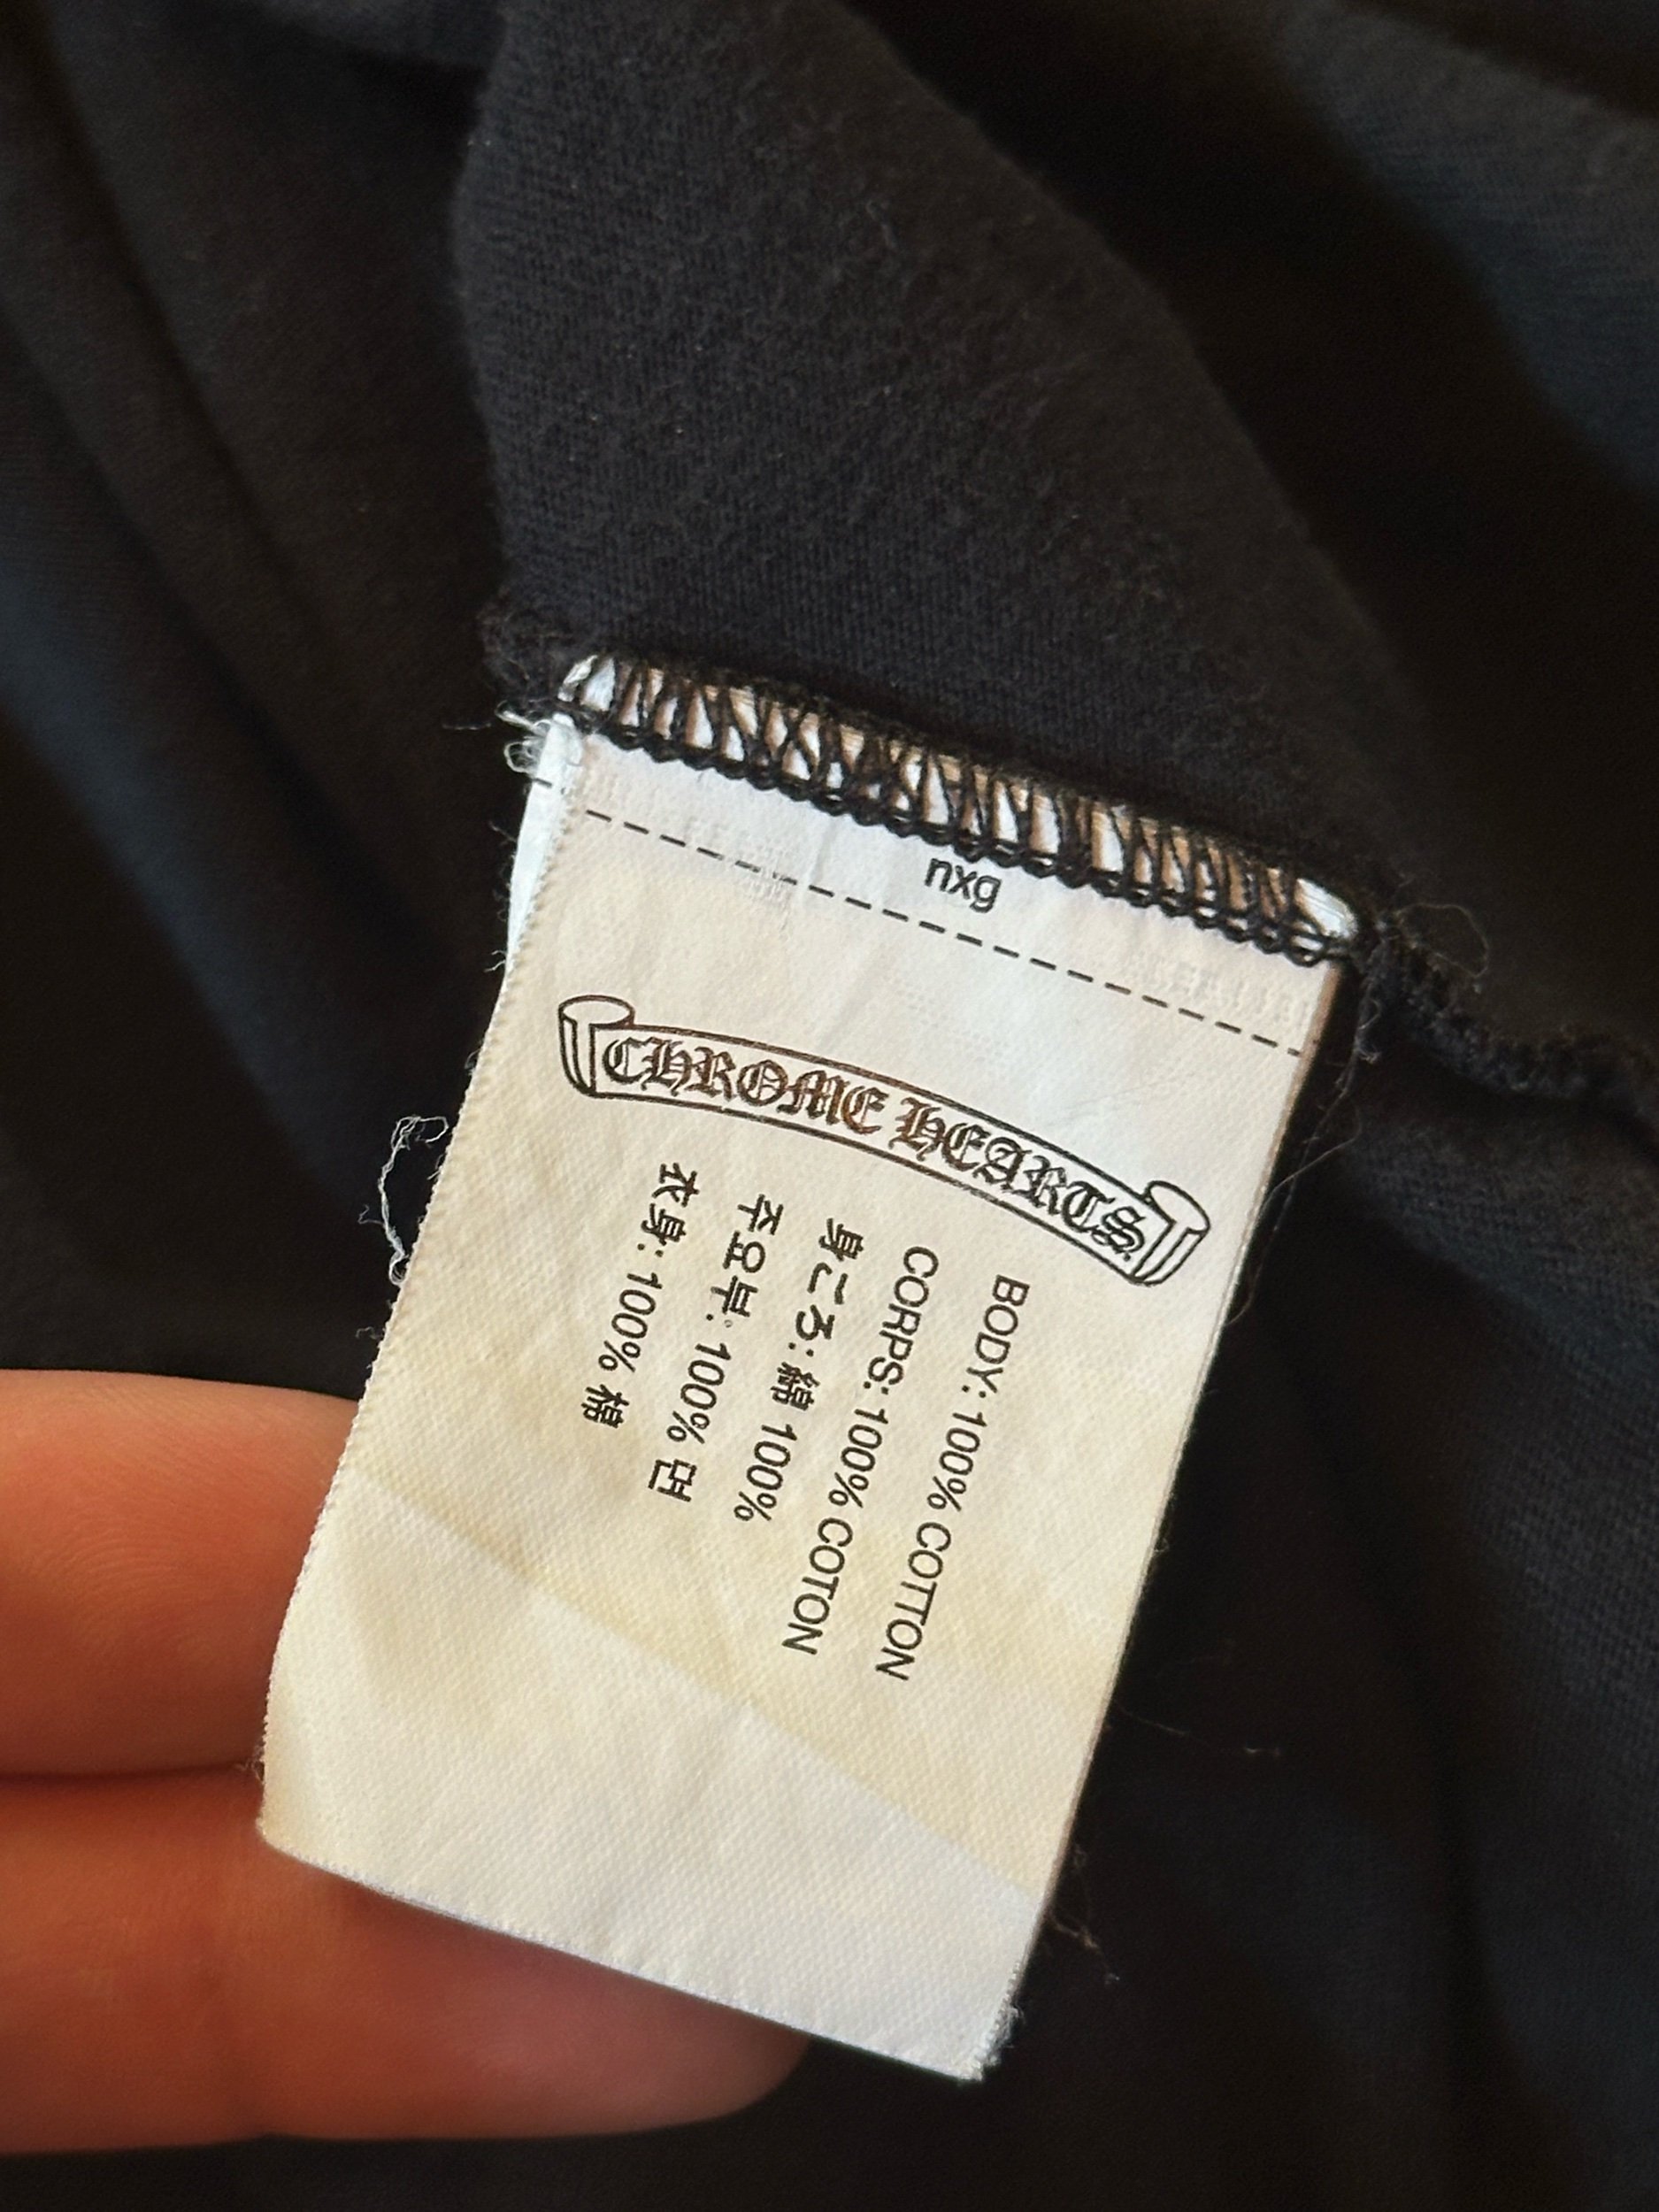 nxg
CHROME HEARTS
BODY: 100% COTTON
CORPS: 100% COTON
身ごろ: 綿 100%
주요부: 100% 면
衣身: 100% 棉